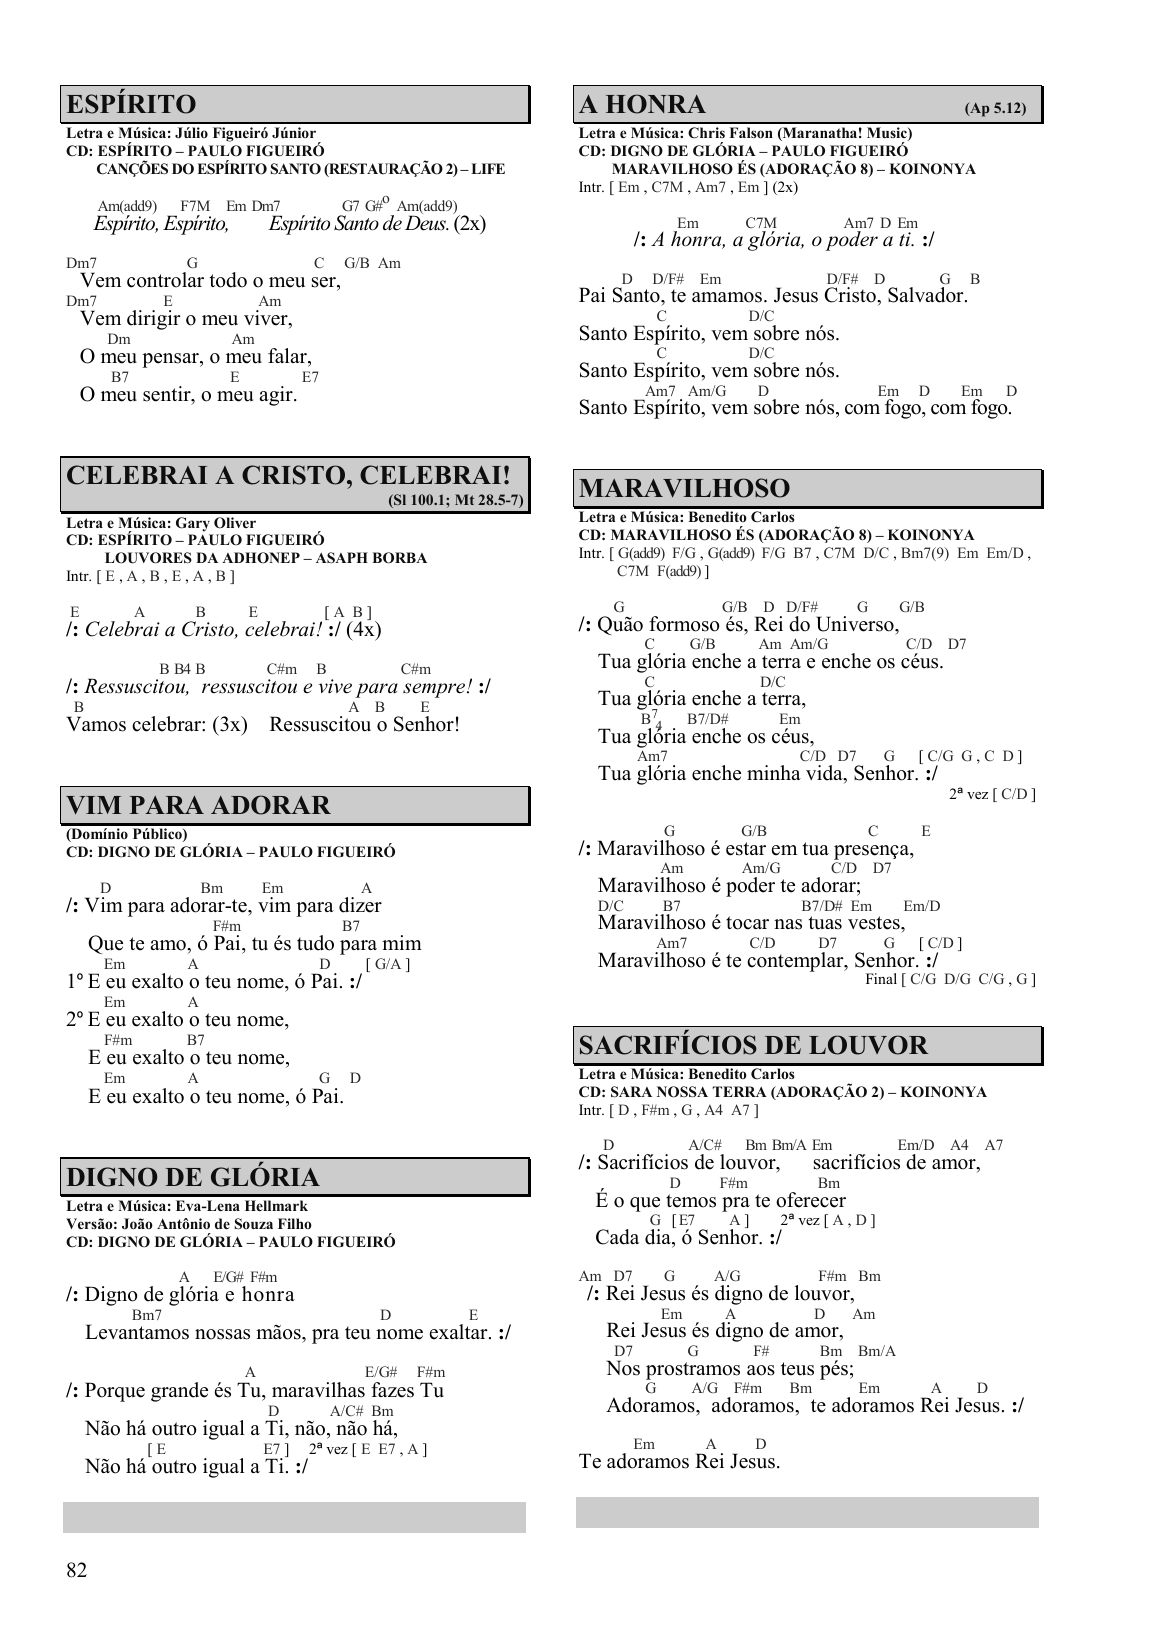 ESPÍRITO
Letra e Música: Júlio Figueiró Júnior
CD: ESPÍRITO – PAULO FIGUEIRÓ
CANÇÕES DO ESPÍRITO SANTO (RESTAURAÇÃO 2) – LIFE
Am(add9) F7M Em Dm7 G7 G#º Am(add9)
Espírito, Espírito, Espírito Santo de Deus. (2x)
Dm7 G C G/B Am
Vem controlar todo o meu ser,
Dm7 E Am
Vem dirigir o meu viver,
Dm Am
O meu pensar, o meu falar,
B7 E E7
O meu sentir, o meu agir.
CELEBRAI A CRISTO, CELEBRAI!
(Sl 100.1; Mt 28.5-7)
Letra e Música: Gary Oliver
CD: ESPÍRITO – PAULO FIGUEIRÓ
LOUVORES DA ADHONEP – ASAPH BORBA
Intr. [ E , A , B , E , A , B ]
E A B E [ A B ]
/: Celebrai a Cristo, celebrai! :/ (4x)
B B4 B C#m B C#m
/: Ressuscitou, ressuscitou e vive para sempre! :/
B A B E
Vamos celebrar: (3x) Ressuscitou o Senhor!
VIM PARA ADORAR
(Domínio Público)
CD: DIGNO DE GLÓRIA – PAULO FIGUEIRÓ
D Bm Em A
/: Vim para adorar-te, vim para dizer
F#m B7
Que te amo, ó Pai, tu és tudo para mim
Em A D [ G/A ]
1º E eu exalto o teu nome, ó Pai. :/
Em A
2º E eu exalto o teu nome,
F#m B7
E eu exalto o teu nome,
Em A G D
E eu exalto o teu nome, ó Pai.
DIGNO DE GLÓRIA
Letra e Música: Eva-Lena Hellmark
Versão: João Antônio de Souza Filho
CD: DIGNO DE GLÓRIA – PAULO FIGUEIRÓ
A E/G# F#m
/: Digno de glória e honra
Bm7 D E
Levantamos nossas mãos, pra teu nome exaltar. :/
A E/G# F#m
/: Porque grande és Tu, maravilhas fazes Tu
D A/C# Bm
Não há outro igual a Ti, não, não há,
[ E E7 ] 2ª vez [ E E7 , A ]
Não há outro igual a Ti. :/
82
A HONRA (Ap 5.12)
Letra e Música: Chris Falson (Maranatha! Music)
CD: DIGNO DE GLÓRIA – PAULO FIGUEIRÓ
MARAVILHOSO ÉS (ADORAÇÃO 8) – KOINONYA
Intr. [ Em , C7M , Am7 , Em ] (2x)
Em C7M Am7 D Em
/: A honra, a glória, o poder a ti. :/
D D/F# Em D/F# D G B
Pai Santo, te amamos. Jesus Cristo, Salvador.
C D/C
Santo Espírito, vem sobre nós.
C D/C
Santo Espírito, vem sobre nós.
Am7 Am/G D Em D Em D
Santo Espírito, vem sobre nós, com fogo, com fogo.
MARAVILHOSO
Letra e Música: Benedito Carlos
CD: MARAVILHOSO ÉS (ADORAÇÃO 8) – KOINONYA
Intr. [ G(add9) F/G , G(add9) F/G B7 , C7M D/C , Bm7(9) Em Em/D ,
C7M F(add9) ]
G G/B D D/F# G G/B
/: Quão formoso és, Rei do Universo,
C G/B Am Am/G C/D D7
Tua glória enche a terra e enche os céus.
C D/C
Tua glória enche a terra,
B7 4 B7/D# Em
Tua glória enche os céus,
Am7 C/D D7 G [ C/G G , C D ]
Tua glória enche minha vida, Senhor. :/
2ª vez [ C/D ]
G G/B C E
/: Maravilhoso é estar em tua presença,
Am Am/G C/D D7
Maravilhoso é poder te adorar;
D/C B7 B7/D# Em Em/D
Maravilhoso é tocar nas tuas vestes,
Am7 C/D D7 G [ C/D ]
Maravilhoso é te contemplar, Senhor. :/
Final [ C/G D/G C/G , G ]
SACRIFÍCIOS DE LOUVOR
Letra e Música: Benedito Carlos
CD: SARA NOSSA TERRA (ADORAÇÃO 2) – KOINONYA
Intr. [ D , F#m , G , A4 A7 ]
D A/C# Bm Bm/A Em Em/D A4 A7
/: Sacrifícios de louvor, sacrifícios de amor,
D F#m Bm
É o que temos pra te oferecer
G [ E7 A ] 2ª vez [ A , D ]
Cada dia, ó Senhor. :/
Am D7 G A/G F#m Bm
/: Rei Jesus és digno de louvor,
Em A D Am
Rei Jesus és digno de amor,
D7 G F# Bm Bm/A
Nos prostramos aos teus pés;
G A/G F#m Bm Em A D
Adoramos, adoramos, te adoramos Rei Jesus. :/
Em A D
Te adoramos Rei Jesus.